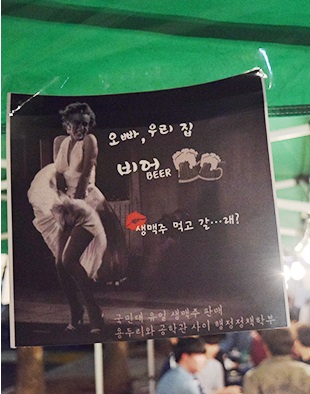 오빠, 우리 집
비어
BEER
생맥주 먹고 갈...래?
국민대 유일 생맥주 판매
용두리와 공학관 사이 행정정책학부